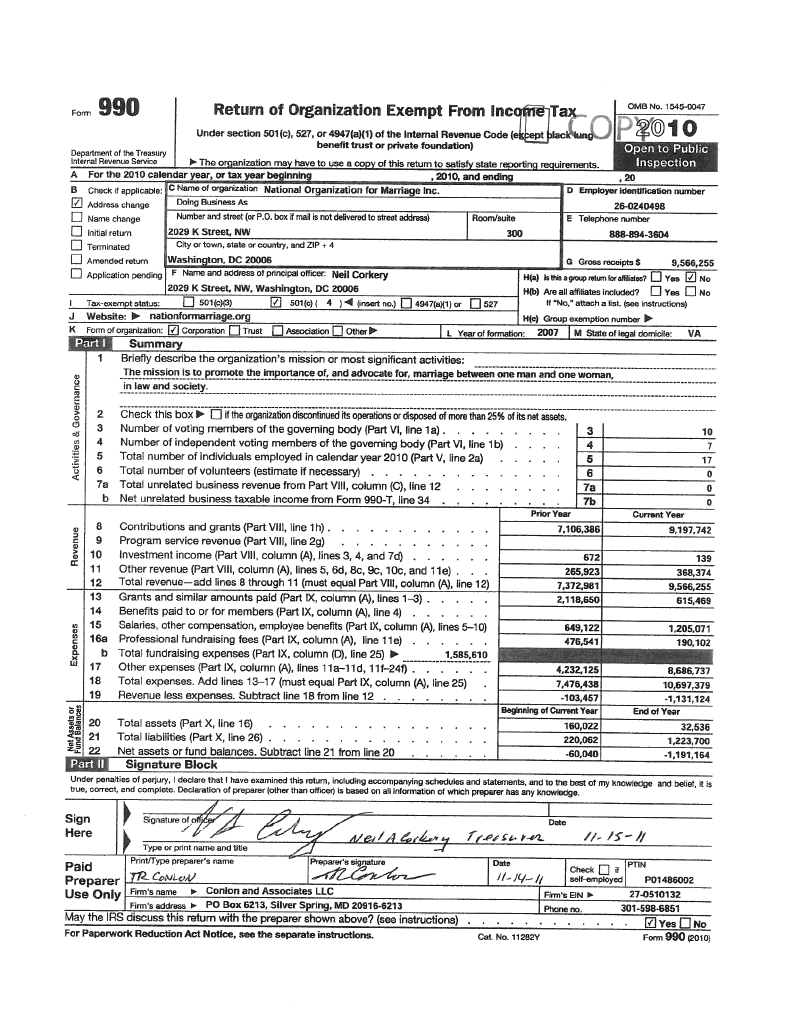 Form 990
Return of Organization Exempt From Income Tax
OMB No. 1545-0047
COPY
2010
Under section 501(c), 527, or 4947(a)(1) of the Internal Revenue Code (except black lung
benefit trust or private foundation)
Open to Public
Inspection
Department of the Treasury
Internal Revenue Service
▶ The organization may have to use a copy of this return to satisfy state reporting requirements.
A For the 2010 calendar year, or tax year beginning , 2010, and ending , 20
B Check if applicable:
☑ Address change
☐ Name change
☐ Initial return
☐ Terminated
☐ Amended return
☐ Application pending
C Name of organization National Organization for Marriage Inc.
Doing Business As
Number and street (or P.O. box if mail is not delivered to street address) Room/suite
2029 K Street, NW 300
City or town, state or country, and ZIP + 4
Washington, DC 20006
D Employer identification number
26-0240498
E Telephone number
888-894-3604
G Gross receipts $ 9,566,255
F Name and address of principal officer: Neil Corkery
2029 K Street, NW, Washington, DC 20006
H(a) Is this a group return for affiliates? ☐ Yes ☑ No
H(b) Are all affiliates included? ☐ Yes ☐ No
If "No," attach a list. (see instructions)
I Tax-exempt status: ☐ 501(c)(3) ☑ 501(c) ( 4 ) ◀ (insert no.) ☐ 4947(a)(1) or ☐ 527
J Website: ▶ nationformarriage.org
H(c) Group exemption number ▶
K Form of organization: ☑ Corporation ☐ Trust ☐ Association ☐ Other ▶ L Year of formation: 2007 M State of legal domicile: VA
Part I Summary
Activities & Governance
1 Briefly describe the organization's mission or most significant activities:
The mission is to promote the importance of, and advocate for, marriage between one man and one woman,
in law and society.
2 Check this box ▶ ☐ if the organization discontinued its operations or disposed of more than 25% of its net assets.
3 Number of voting members of the governing body (Part VI, line 1a) . . . . . . . . . 3 10
4 Number of independent voting members of the governing body (Part VI, line 1b) . . . . 4 7
5 Total number of individuals employed in calendar year 2010 (Part V, line 2a) . . . . . 5 17
6 Total number of volunteers (estimate if necessary) . . . . . . . . . . . . . 6 0
7a Total unrelated business revenue from Part VIII, column (C), line 12 . . . . . . . . 7a 0
b Net unrelated business taxable income from Form 990-T, line 34 . . . . . . . . . 7b 0
Prior Year Current Year
Revenue
8 Contributions and grants (Part VIII, line 1h) . . . . . . . . . . . 7,106,386 9,197,742
9 Program service revenue (Part VIII, line 2g) . . . . . . . . . . .
10 Investment income (Part VIII, column (A), lines 3, 4, and 7d) . . . . . . 672 139
11 Other revenue (Part VIII, column (A), lines 5, 6d, 8c, 9c, 10c, and 11e) . . . 265,923 368,374
12 Total revenue—add lines 8 through 11 (must equal Part VIII, column (A), line 12) 7,372,981 9,566,255
Expenses
13 Grants and similar amounts paid (Part IX, column (A), lines 1–3) . . . . . 2,118,650 615,469
14 Benefits paid to or for members (Part IX, column (A), line 4) . . . . . .
15 Salaries, other compensation, employee benefits (Part IX, column (A), lines 5–10) 649,122 1,205,071
16a Professional fundraising fees (Part IX, column (A), line 11e) . . . . . . 476,541 190,102
b Total fundraising expenses (Part IX, column (D), line 25) ▶ 1,585,610
17 Other expenses (Part IX, column (A), lines 11a–11d, 11f–24f) . . . . . . 4,232,125 8,686,737
18 Total expenses. Add lines 13–17 (must equal Part IX, column (A), line 25) . 7,476,438 10,697,379
19 Revenue less expenses. Subtract line 18 from line 12 . . . . . . . . -103,457 -1,131,124
Net Assets or Fund Balances
Beginning of Current Year End of Year
20 Total assets (Part X, line 16) . . . . . . . . . . . . . . . 160,022 32,536
21 Total liabilities (Part X, line 26) . . . . . . . . . . . . . . . 220,062 1,223,700
22 Net assets or fund balances. Subtract line 21 from line 20 . . . . . . -60,040 -1,191,164
Part II Signature Block
Under penalties of perjury, I declare that I have examined this return, including accompanying schedules and statements, and to the best of my knowledge and belief, it is
true, correct, and complete. Declaration of preparer (other than officer) is based on all information of which preparer has any knowledge.
Sign
Here
Signature of officer Date
Neil A Corkery Treasurer 11-15-11
Type or print name and title
Paid
Preparer
Use Only
Print/Type preparer's name Preparer's signature Date Check ☐ if self-employed PTIN
TR CONLON TR Conlon 11-14-11 P01486002
Firm's name ▶ Conlon and Associates LLC Firm's EIN ▶ 27-0510132
Firm's address ▶ PO Box 6213, Silver Spring, MD 20916-6213 Phone no. 301-598-6851
May the IRS discuss this return with the preparer shown above? (see instructions) . . . . . . . . . . . . ☑ Yes ☐ No
For Paperwork Reduction Act Notice, see the separate instructions. Cat. No. 11282Y Form 990 (2010)